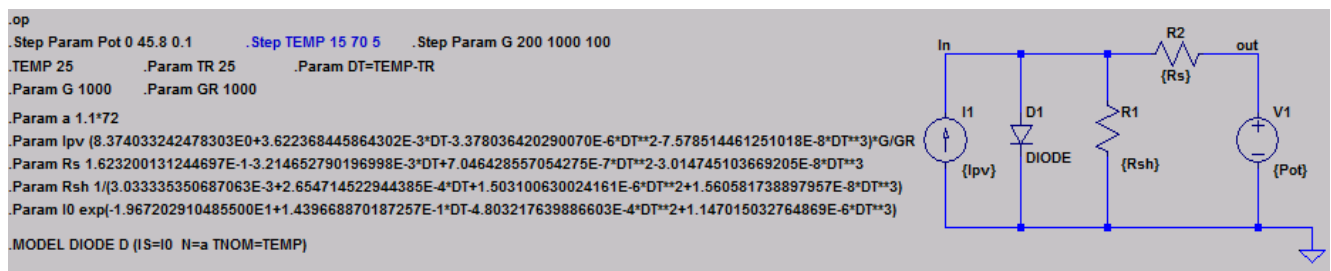 .op
.Step Param Pot 0 45.8 0.1 .Step TEMP 15 70 5 .Step Param G 200 1000 100
.TEMP 25 .Param TR 25 .Param DT=TEMP-TR
.Param G 1000 .Param GR 1000
.Param a 1.1*72
.Param Ipv (8.374033242478303E0+3.622368445864302E-3*DT-3.378036420290070E-6*DT**2-7.578514461251018E-8*DT**3)*G/GR
.Param Rs 1.623200131244697E-1-3.214652790196998E-3*DT+7.046428557054275E-7*DT**2-3.014745103669205E-8*DT**3
.Param Rsh 1/(3.033335350687063E-3+2.654714522944385E-4*DT+1.503100630024161E-6*DT**2+1.560581738897957E-8*DT**3)
.Param I0 exp(-1.967202910485500E1+1.439668870187257E-1*DT-4.803217639886603E-4*DT**2+1.147015032764869E-6*DT**3)
.MODEL DIODE D (IS=I0 N=a TNOM=TEMP)
In
R2
out
{Rs}
I1
D1
R1
V1
DIODE
{Ipv}
{Rsh}
{Pot}